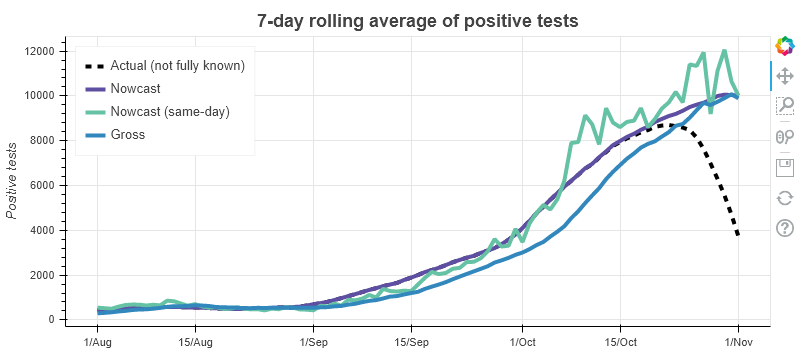 7-day rolling average of positive tests
12000
10000
8000
6000
4000
2000
0
Positive tests
Actual (not fully known)
Nowcast
Nowcast (same-day)
Gross
1/Aug
15/Aug
1/Sep
15/Sep
1/Oct
15/Oct
1/Nov